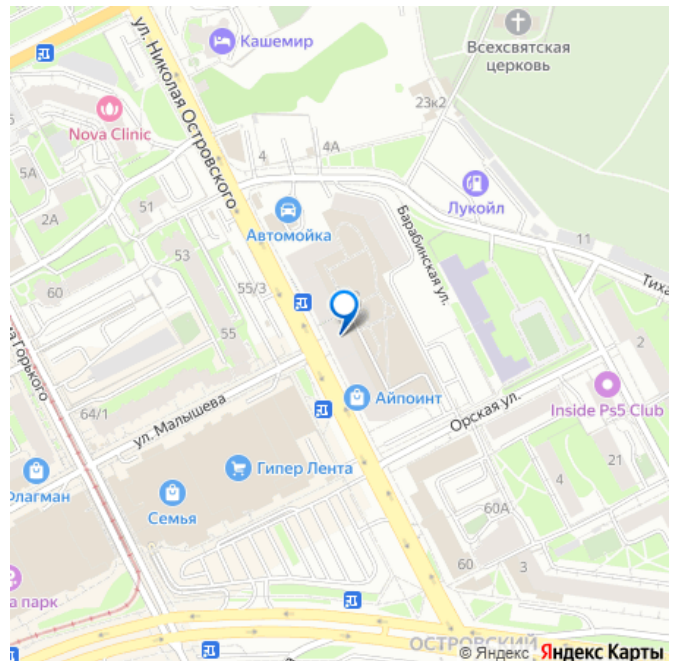 ул. Николая Островского
Кашемир
Всехсвятская
церковь
Nova Clinic
23к2
4
4А
5А
2А
51
Лукойл
Автомойка
Барабинская ул.
11
53
Тиха
60
55/3
55
2
а Горького
64/1
ул. Малышева
Айпоинт
Орская ул.
Inside Ps5 Club
Гипер Лента
21
4
Флагман
Семья
60А
60
3
а парк
ОСТРОВСКИЙ
© Яндекс Яндекс Карты